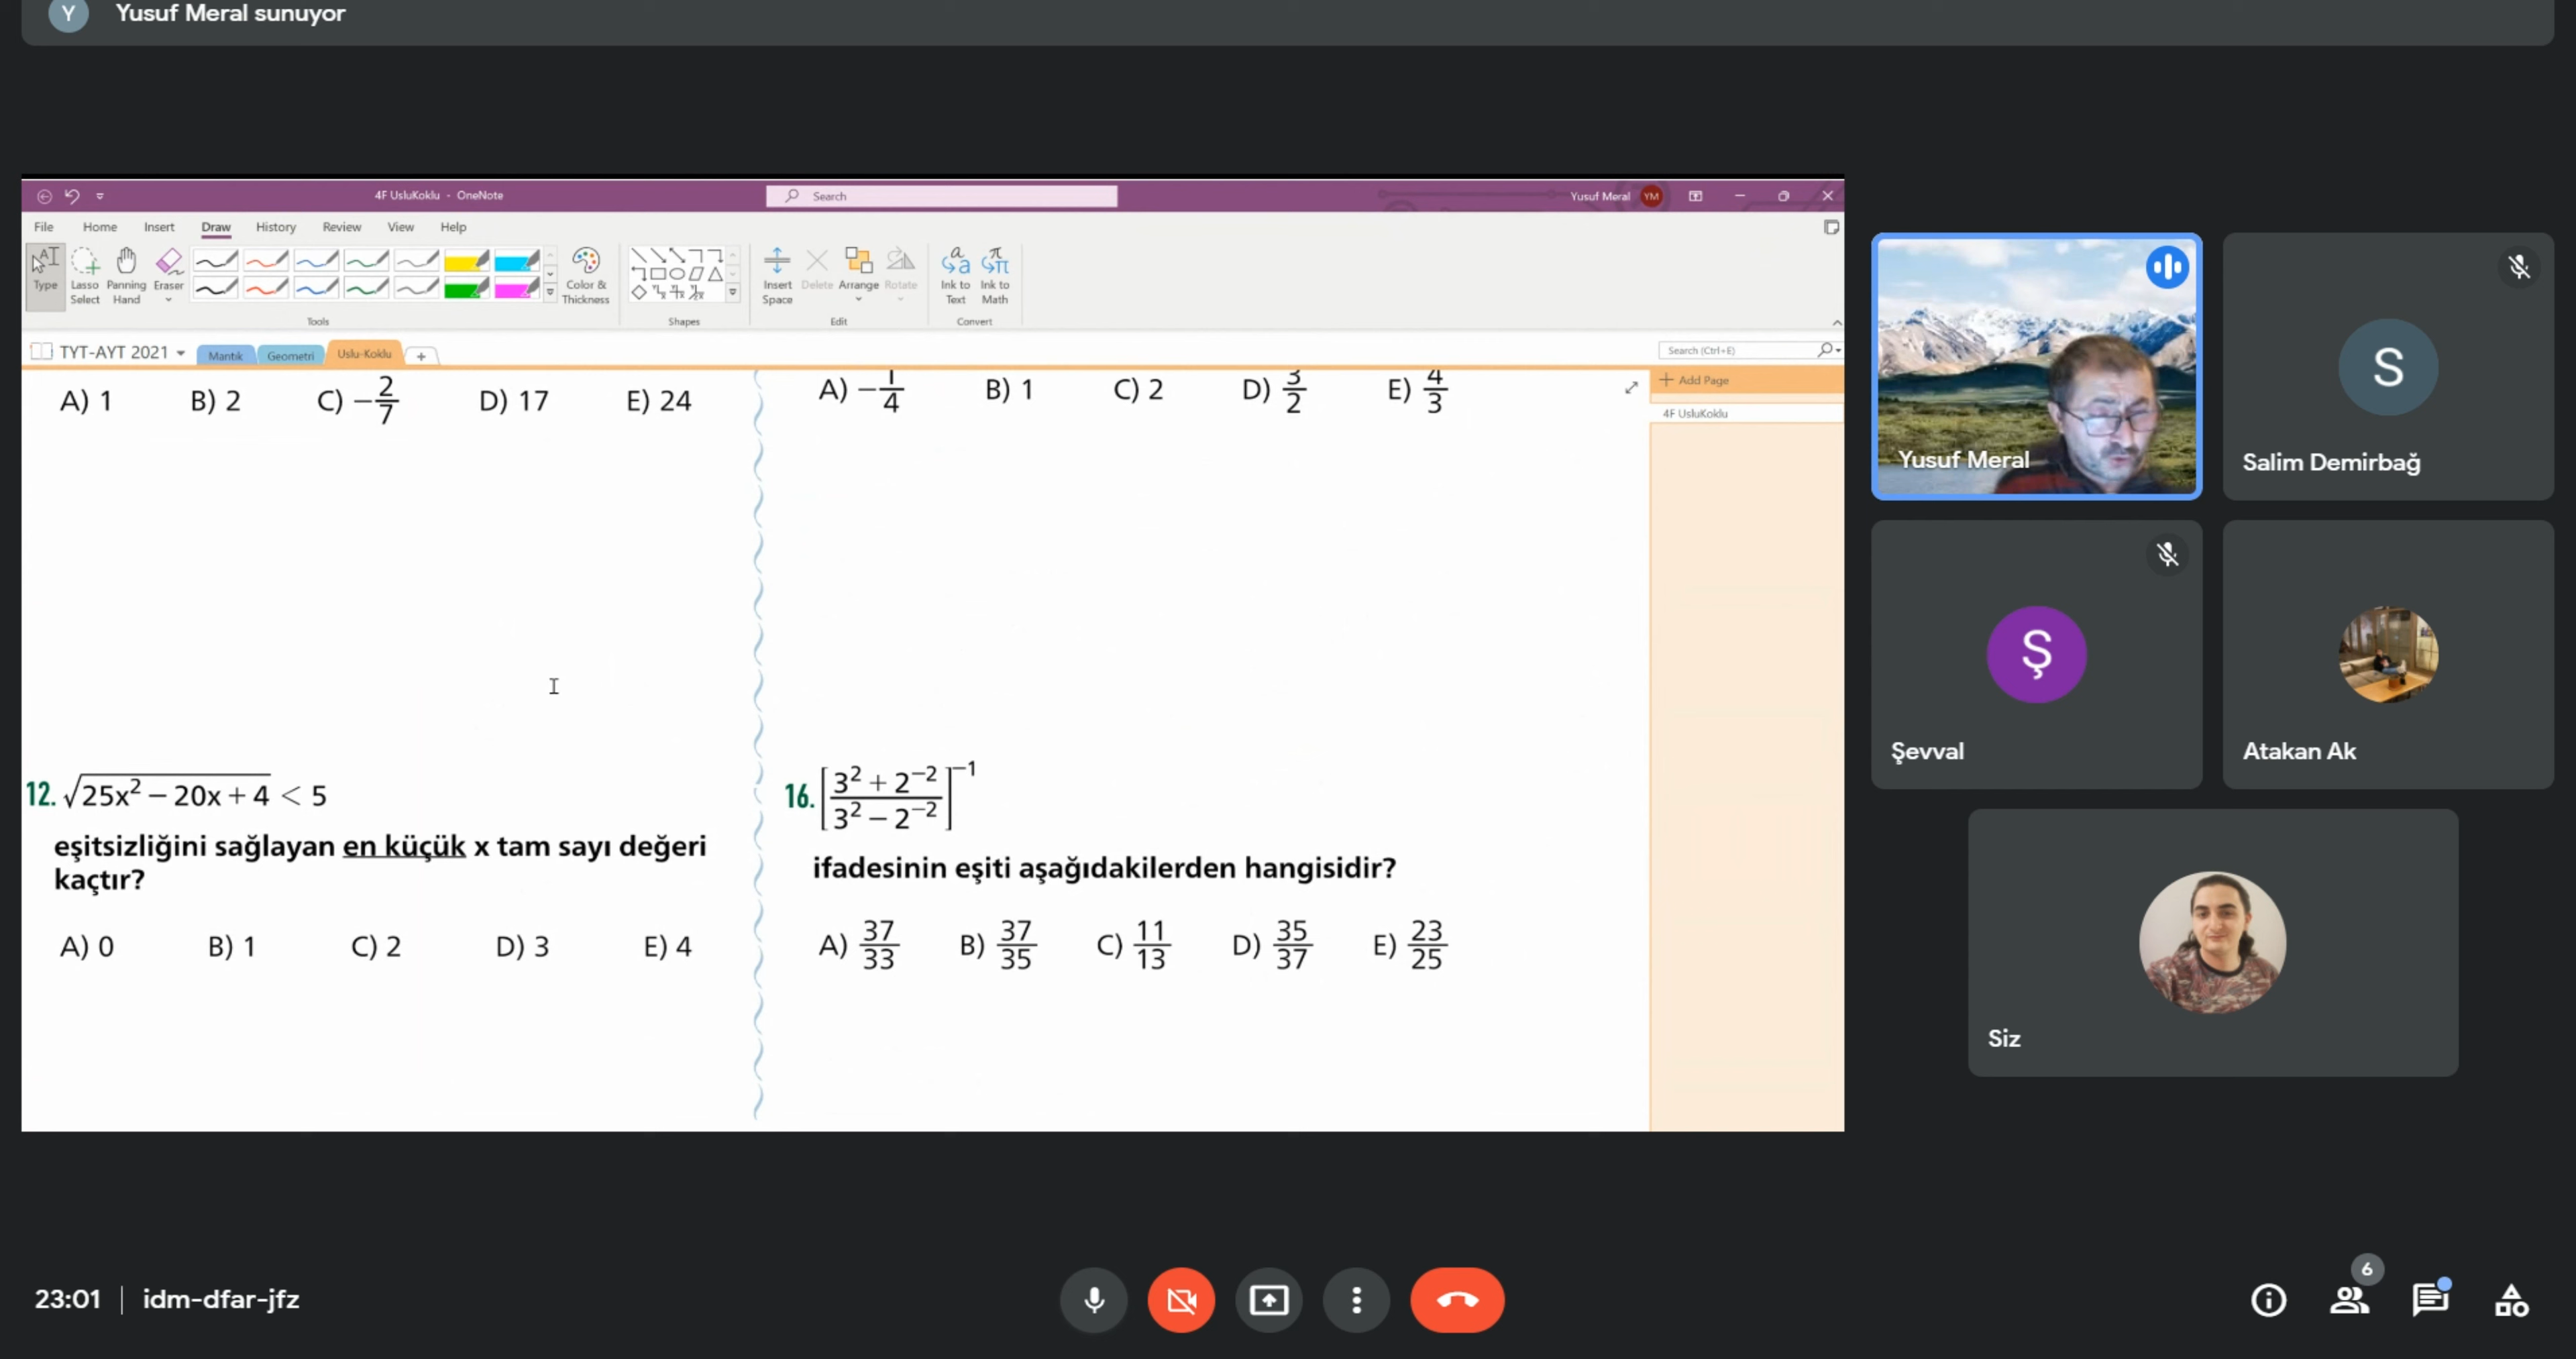 Y Yusuf Meral sunuyor
4F UsluKoklu - OneNote
Search
Yusuf Meral YM
File Home Insert Draw History Review View Help
Type
Lasso Select
Panning Hand
Eraser
Color & Thickness
Insert Space
Delete
Arrange
Rotate
Ink to Text
Ink to Math
Tools Shapes Edit Convert
TYT-AYT 2021 Mantık Geometri Uslu-Koklu +
Search (Ctrl+E)
+ Add Page
4F UsluKoklu
A) 1 B) 2 C) −2/7 D) 17 E) 24
A) −1/4 B) 1 C) 2 D) 3/2 E) 4/3
12. √(25x² − 20x + 4) < 5
eşitsizliğini sağlayan en küçük x tam sayı değeri
kaçtır?
A) 0 B) 1 C) 2 D) 3 E) 4
16. [(3² + 2⁻²)/(3² − 2⁻²)]⁻¹
ifadesinin eşiti aşağıdakilerden hangisidir?
A) 37/33 B) 37/35 C) 11/13 D) 35/37 E) 23/25
Yusuf Meral
S
Salim Demirbağ
Ş
Şevval
Atakan Ak
Siz
23:01 | idm-dfar-jfz
6